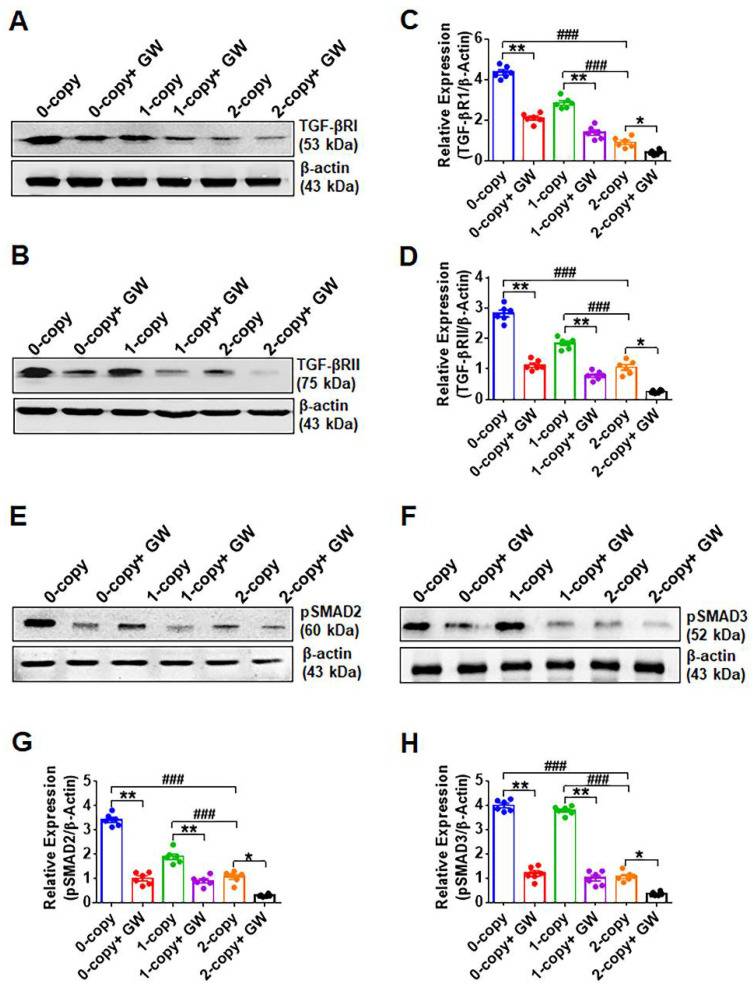 A
0-copy
0-copy+ GW
1-copy
1-copy+ GW
2-copy
2-copy+ GW
TGF-βRI
(53 kDa)
β-actin
(43 kDa)
C
Relative Expression
(TGF-βR1/β-Actin)
6
4
2
0
###
**
###
**
*
0-copy
0-copy+ GW
1-copy
1-copy+ GW
2-copy
2-copy+ GW
B
0-copy
0-copy+ GW
1-copy
1-copy+ GW
2-copy
2-copy+ GW
TGF-βRII
(75 kDa)
β-actin
(43 kDa)
D
Relative Expression
(TGF-βRII/β-Actin)
4
3
2
1
0
###
**
###
**
*
0-copy
0-copy+ GW
1-copy
1-copy+ GW
2-copy
2-copy+ GW
E
0-copy
0-copy+ GW
1-copy
1-copy+ GW
2-copy
2-copy+ GW
pSMAD2
(60 kDa)
β-actin
(43 kDa)
F
0-copy
0-copy+ GW
1-copy
1-copy+ GW
2-copy
2-copy+ GW
pSMAD3
(52 kDa)
β-actin
(43 kDa)
G
Relative Expression
(pSMAD2/β-Actin)
5
4
3
2
1
0
###
**
###
**
*
0-copy
0-copy+ GW
1-copy
1-copy+ GW
2-copy
2-copy+ GW
H
Relative Expression
(pSMAD3/β-Actin)
5
4
3
2
1
0
###
###
**
**
*
0-copy
0-copy+ GW
1-copy
1-copy+ GW
2-copy
2-copy+ GW